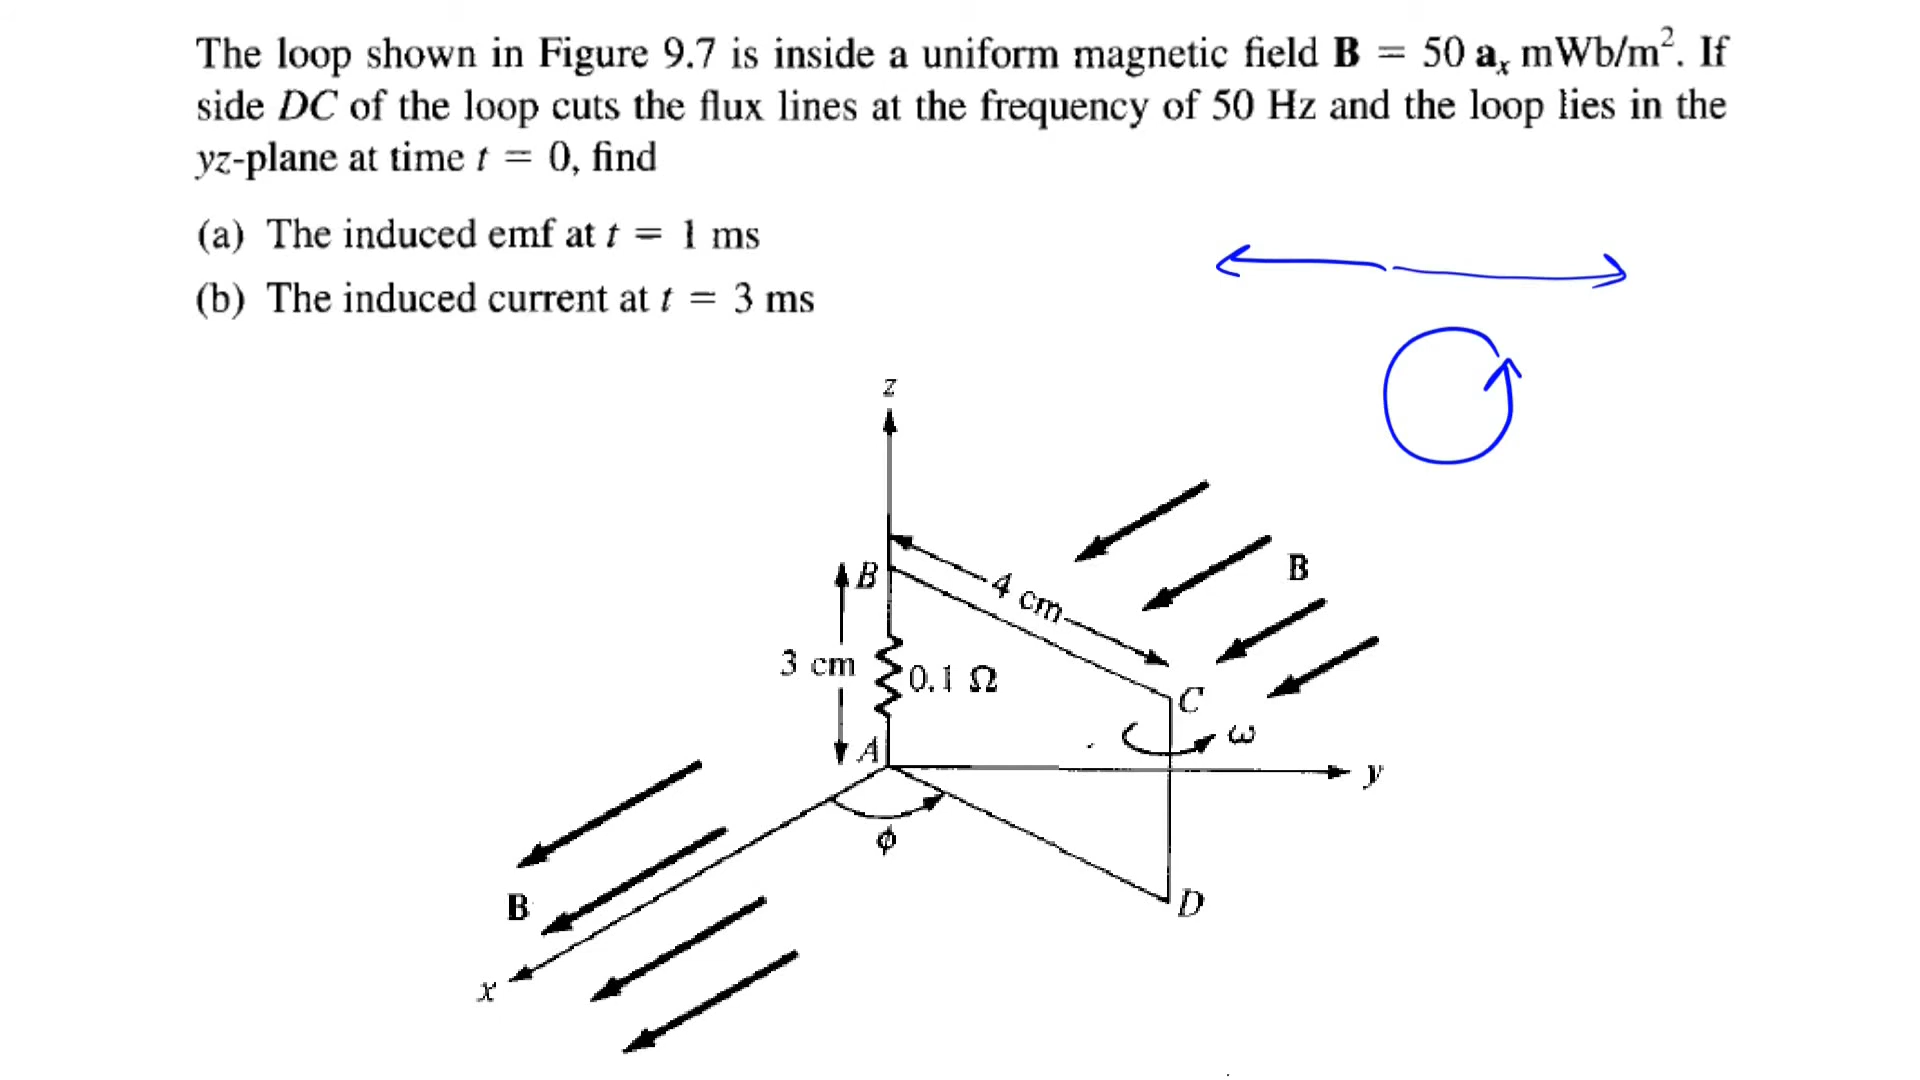 The loop shown in Figure 9.7 is inside a uniform magnetic field B = 50 aₓ mWb/m². If
side DC of the loop cuts the flux lines at the frequency of 50 Hz and the loop lies in the
yz-plane at time t = 0, find
(a) The induced emf at t = 1 ms
(b) The induced current at t = 3 ms
z
B
4 cm
B
3 cm
0.1 Ω
C
ω
A
y
ϕ
B
D
x